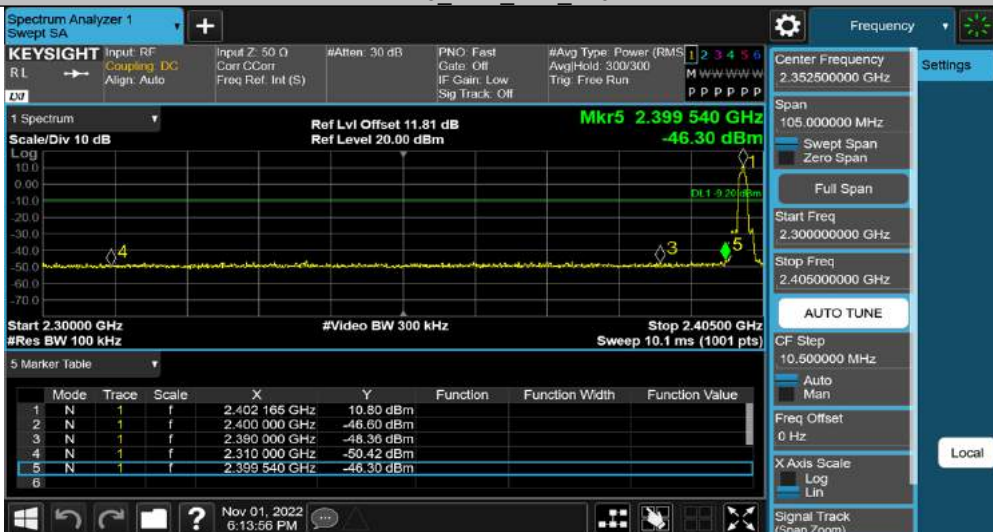 Spectrum Analyzer 1
Swept SA
+
Frequency
KEYSIGHT
RL
LXI
Input: RF
Coupling: DC
Align: Auto
Input Z: 50 Ω
Corr CCorr
Freq Ref: Int (S)
#Atten: 30 dB
PNO: Fast
Gate: Off
IF Gain: Low
Sig Track: Off
#Avg Type: Power (RMS
Avg|Hold: 300/300
Trig: Free Run
1 2 3 4 5 6
M W W W W W
P P P P P P
1 Spectrum
Scale/Div 10 dB
Ref Lvl Offset 11.81 dB
Ref Level 20.00 dBm
Mkr5 2.399 540 GHz
-46.30 dBm
Log
10.0
0.00
-10.0
-20.0
-30.0
-40.0
-50.0
-60.0
-70.0
1
DL1 -9.20 dBm
4
3
5
Start 2.30000 GHz
#Res BW 100 kHz
#Video BW 300 kHz
Stop 2.40500 GHz
Sweep 10.1 ms (1001 pts)
5 Marker Table
Mode Trace Scale X Y Function Function Width Function Value
1 N 1 f 2.402 165 GHz 10.80 dBm
2 N 1 f 2.400 000 GHz -46.60 dBm
3 N 1 f 2.390 000 GHz -48.36 dBm
4 N 1 f 2.310 000 GHz -50.42 dBm
5 N 1 f 2.399 540 GHz -46.30 dBm
6
Center Frequency
2.352500000 GHz
Span
105.000000 MHz
Swept Span
Zero Span
Full Span
Start Freq
2.300000000 GHz
Stop Freq
2.405000000 GHz
AUTO TUNE
CF Step
10.500000 MHz
Auto
Man
Freq Offset
0 Hz
X Axis Scale
Log
Lin
Signal Track
(Span Zoom)
Settings
Local
?
Nov 01, 2022
6:13:56 PM